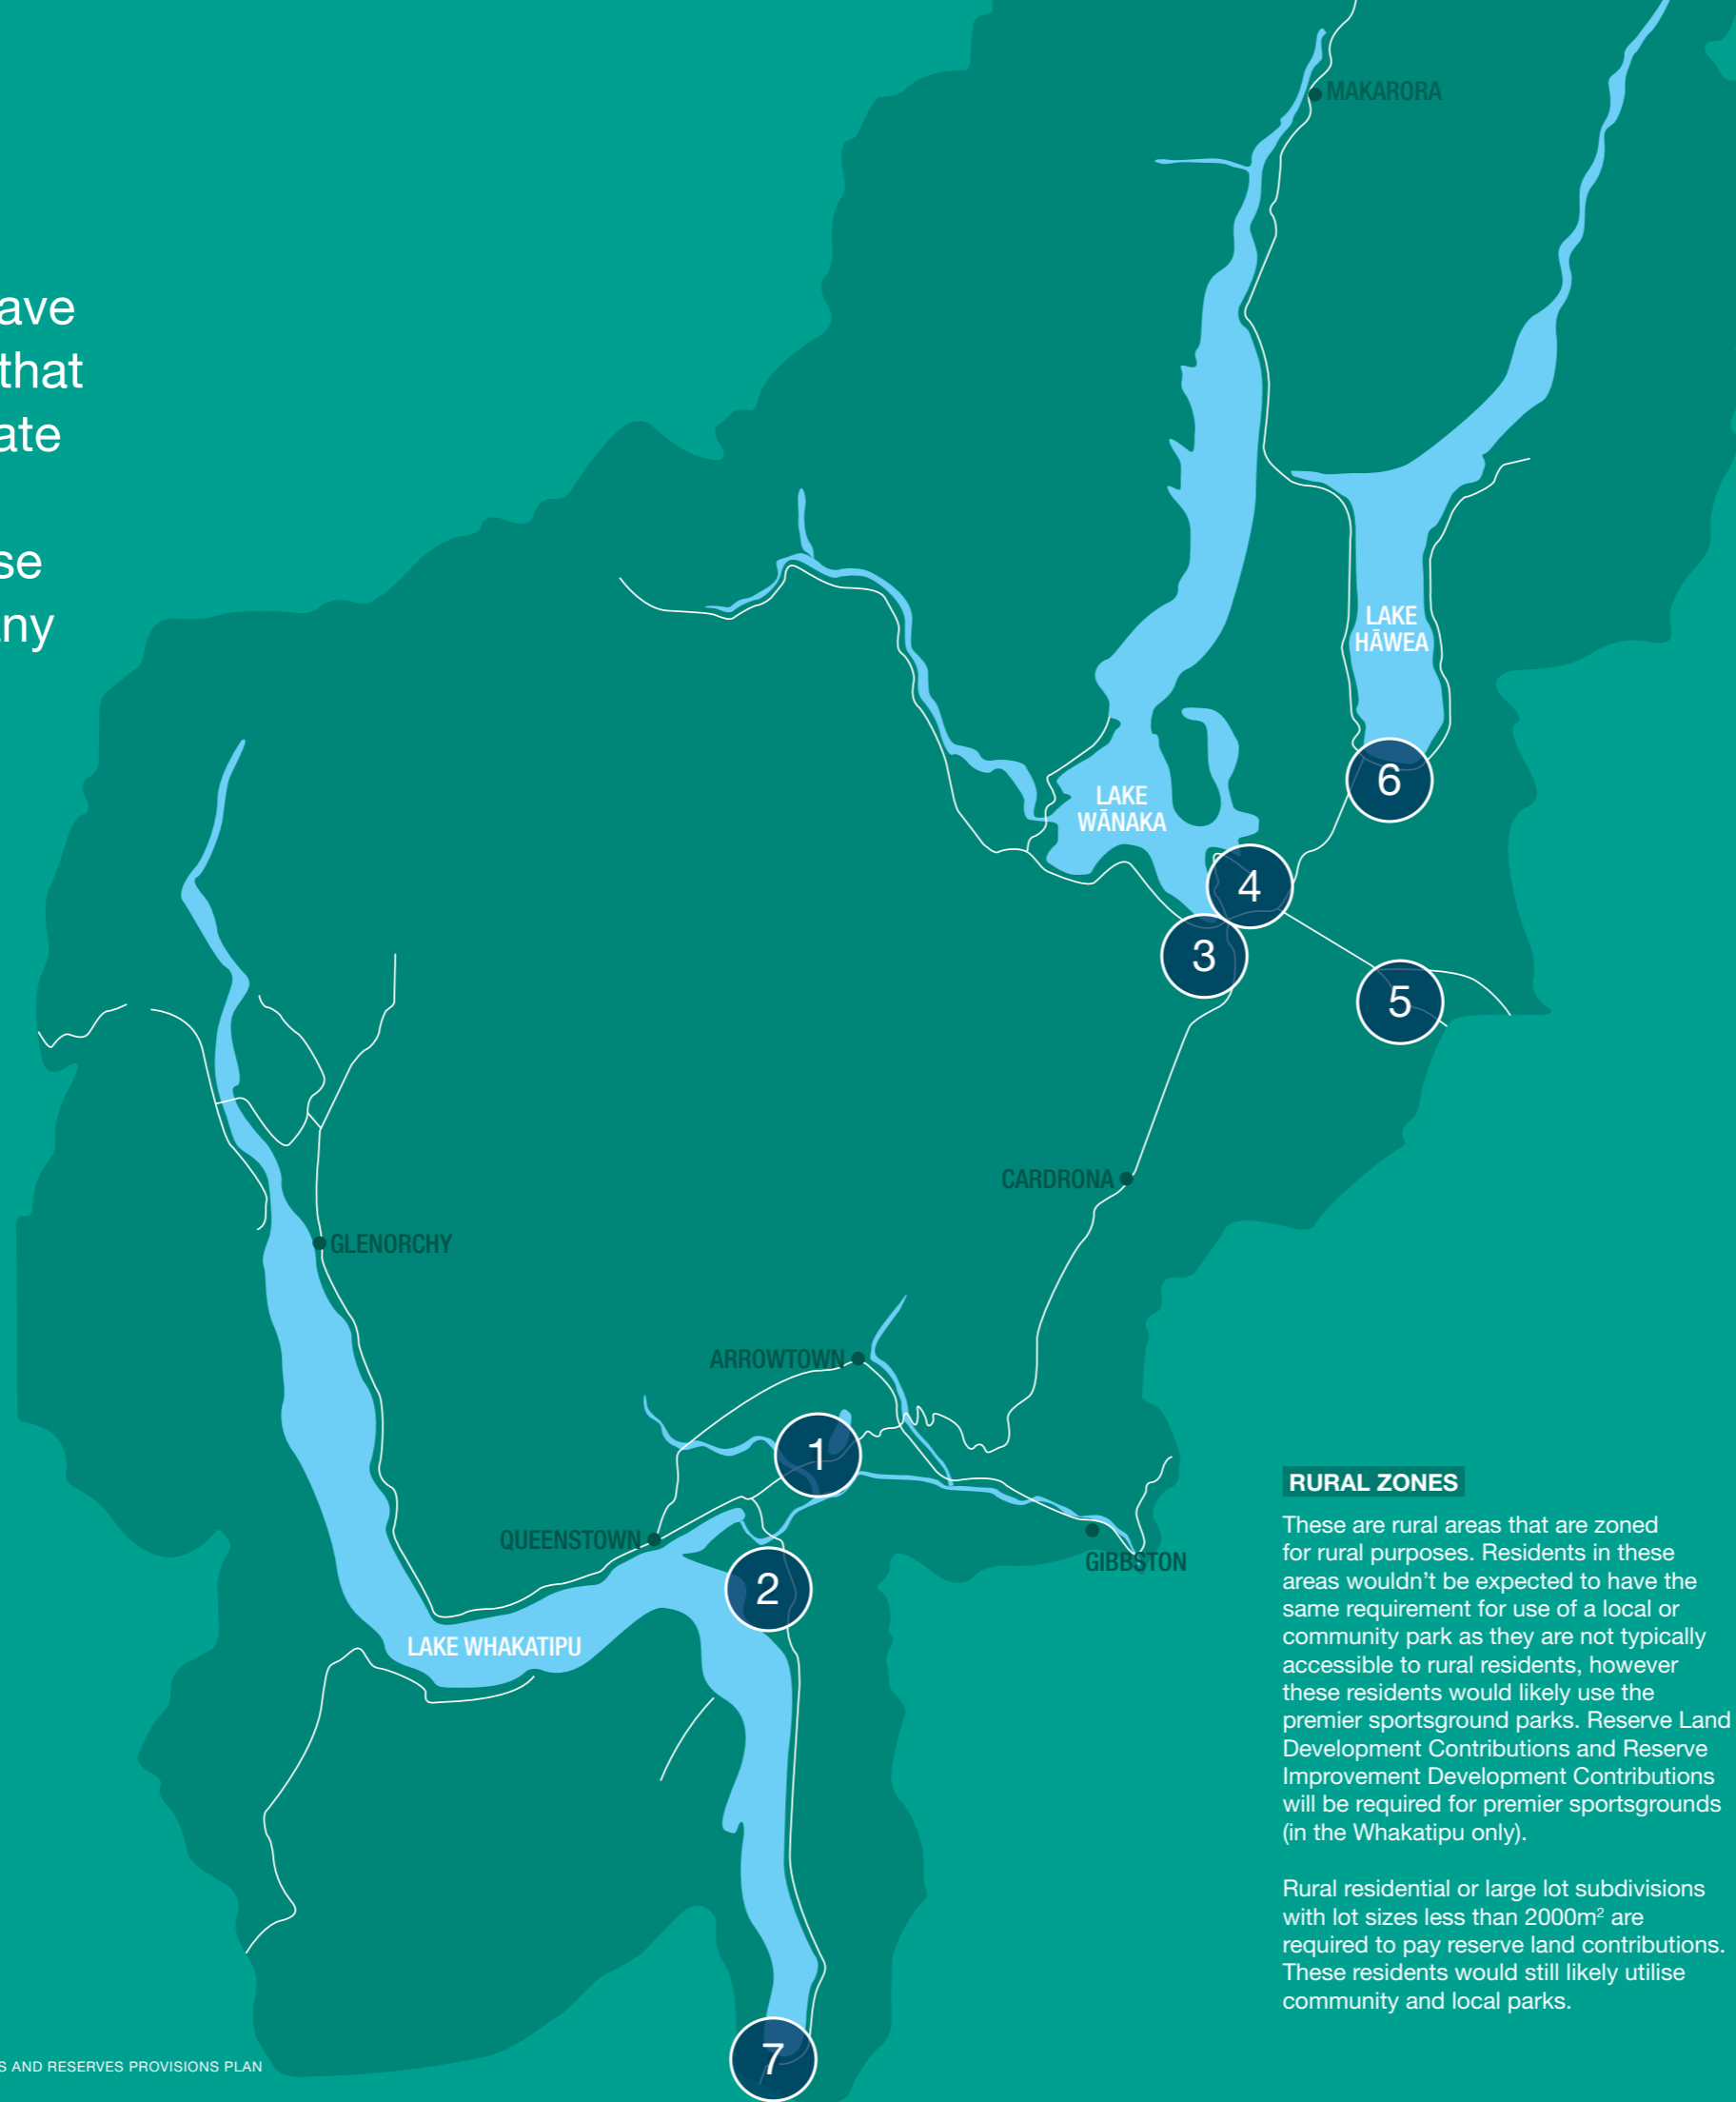 ave
that
ate
se
any
MAKARORA
LAKE
HĀWEA
6
LAKE
WĀNAKA
4
3
5
CARDRONA
GLENORCHY
ARROWTOWN
1
QUEENSTOWN
GIBBSTON
2
LAKE WHAKATIPU
7
RURAL ZONES
These are rural areas that are zoned
for rural purposes. Residents in these
areas wouldn’t be expected to have the
same requirement for use of a local or
community park as they are not typically
accessible to rural residents, however
these residents would likely use the
premier sportsground parks. Reserve Land
Development Contributions and Reserve
Improvement Development Contributions
will be required for premier sportsgrounds
(in the Whakatipu only).
Rural residential or large lot subdivisions
with lot sizes less than 2000m² are
required to pay reserve land contributions.
These residents would still likely utilise
community and local parks.
S AND RESERVES PROVISIONS PLAN